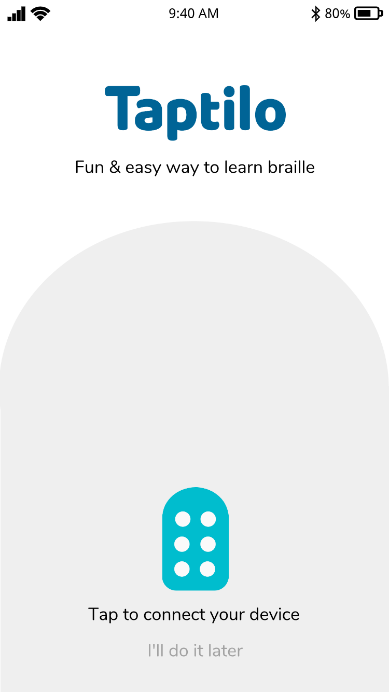 9:40 AM
80%
Taptilo
Fun & easy way to learn braille
Tap to connect your device
I'll do it later